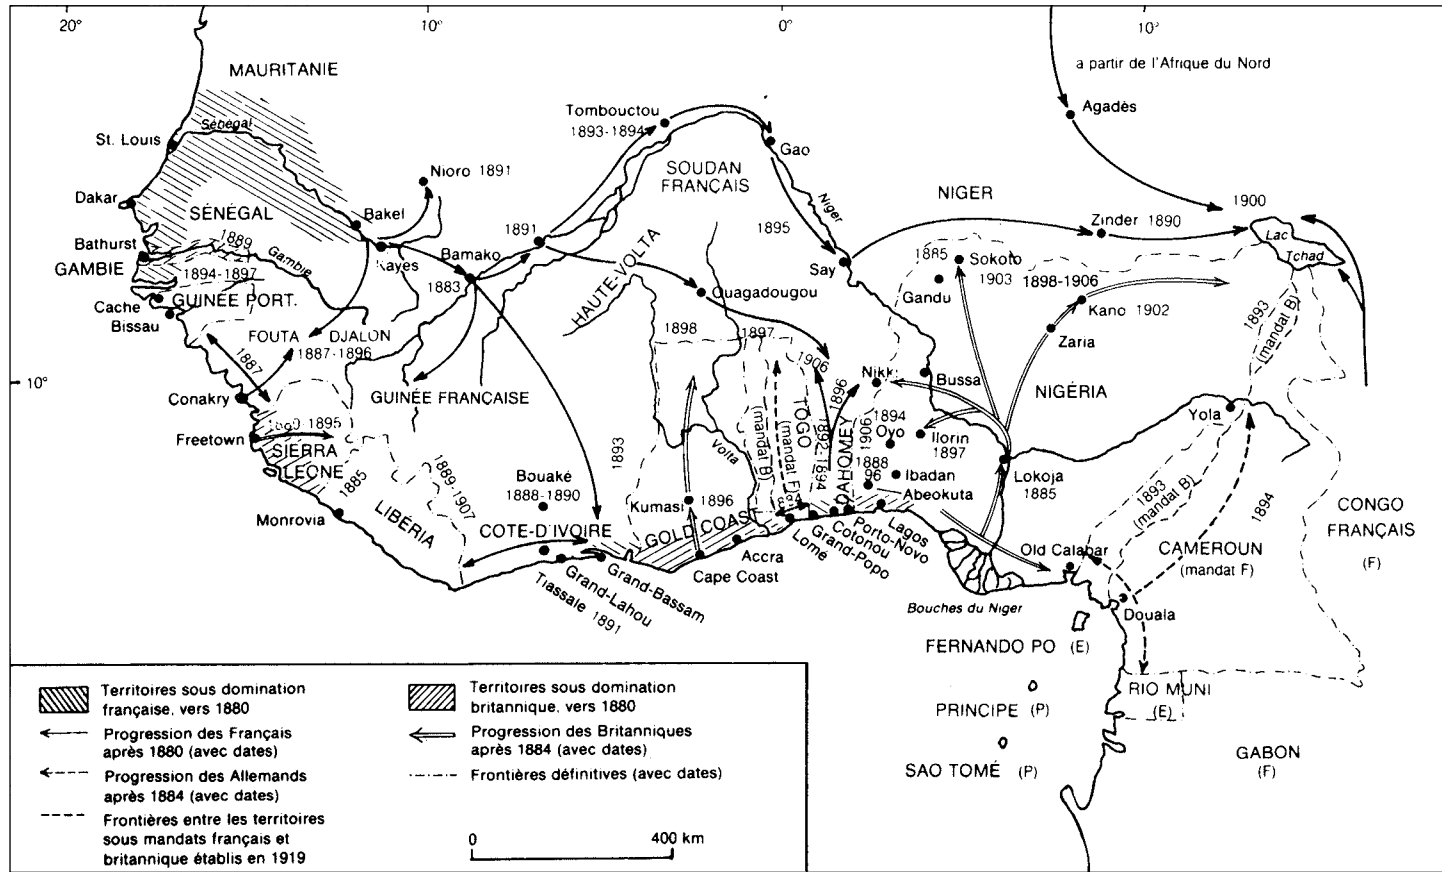 20°
10°
0°
10°
MAURITANIE
a partir de l'Afrique du Nord
Agadès
Tombouctou
1893-1894
St. Louis
Sénégal
Gao
Nioro 1891
SOUDAN
FRANÇAIS
NIGER
1900
Dakar
SÉNÉGAL
Bakel
Niger
Zinder 1890
Lac
Tchad
Bathurst
1889
Gambie
1891
1895
GAMBIE
1894-1897
Kayes
Bamako
1883
HAUTE-VOLTA
Say
1885
Sokoto
1903
1898-1906
Gandu
GUINÉE PORT.
Cache
Bissau
Ouagadougou
Kano 1902
1893
(mandat B)
FOUTA DJALON
1887-1896
1887
1898
1897
1906
Zaria
10°
Nikki
Bussa
NIGÉRIA
GUINÉE FRANÇAISE
Conakry
1896
1894
TOGO
(mandat F)
(mandat B)
Yola
Freetown
1895
SIERRA
LEONE
1906
Oyo
Ilorin
1897
1892-1894
DAHOMEY
Volta
1893
1885
1889-1907
Bouaké
1888-1890
1888
96
Ibadan
Abeokuta
Lokoja
1885
Kumasi
1896
1893
(mandat B)
1894
CONGO
FRANÇAIS
(F)
Monrovia
LIBÉRIA
COTE-D'IVOIRE
GOLD COAST
Lagos
Porto-Novo
Cotonou
Grand-Popo
Lomé
Accra
Cape Coast
Old Calabar
CAMEROUN
(mandat F)
Grand-Bassam
Grand-Lahou
Tiassale 1891
Bouches du Niger
Douala
FERNANDO PO (E)
RIO MUNI
(E)
PRINCIPE (P)
SAO TOMÉ (P)
GABON
(F)
Territoires sous domination
française, vers 1880
Progression des Français
après 1880 (avec dates)
Progression des Allemands
après 1884 (avec dates)
Frontières entre les territoires
sous mandats français et
britannique établis en 1919
Territoires sous domination
britannique, vers 1880
Progression des Britanniques
après 1884 (avec dates)
Frontières définitives (avec dates)
0
400 km